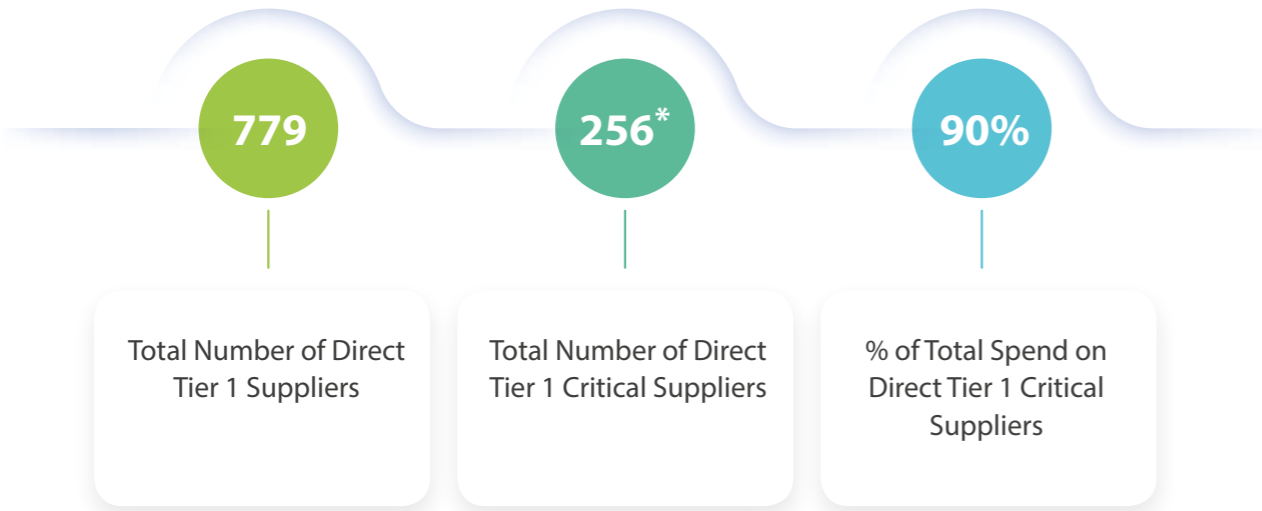 779
256*
90%
Total Number of Direct
Tier 1 Suppliers
Total Number of Direct
Tier 1 Critical Suppliers
% of Total Spend on
Direct Tier 1 Critical
Suppliers